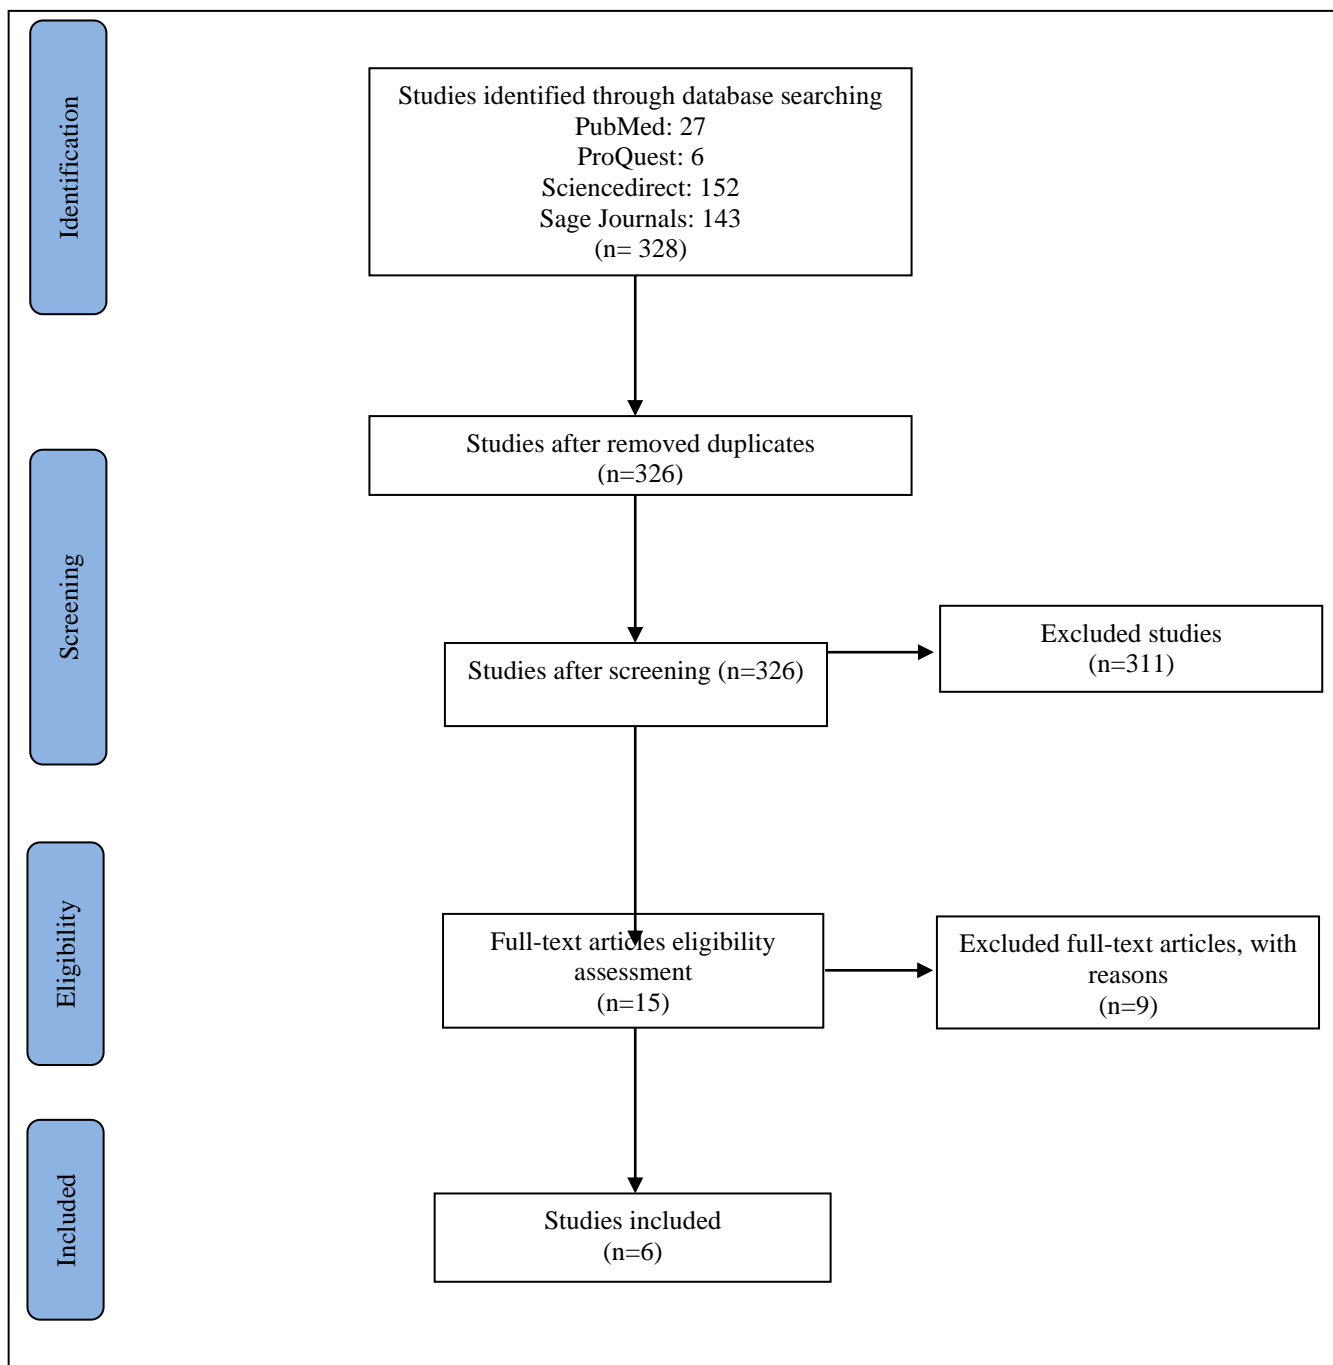 Identification
Studies identified through database searching
PubMed: 27
ProQuest: 6
Sciencedirect: 152
Sage Journals: 143
(n= 328)
Screening
Studies after removed duplicates
(n=326)
Studies after screening (n=326)
Excluded studies
(n=311)
Eligibility
Full-text articles eligibility
assessment
(n=15)
Excluded full-text articles, with
reasons
(n=9)
Included
Studies included
(n=6)